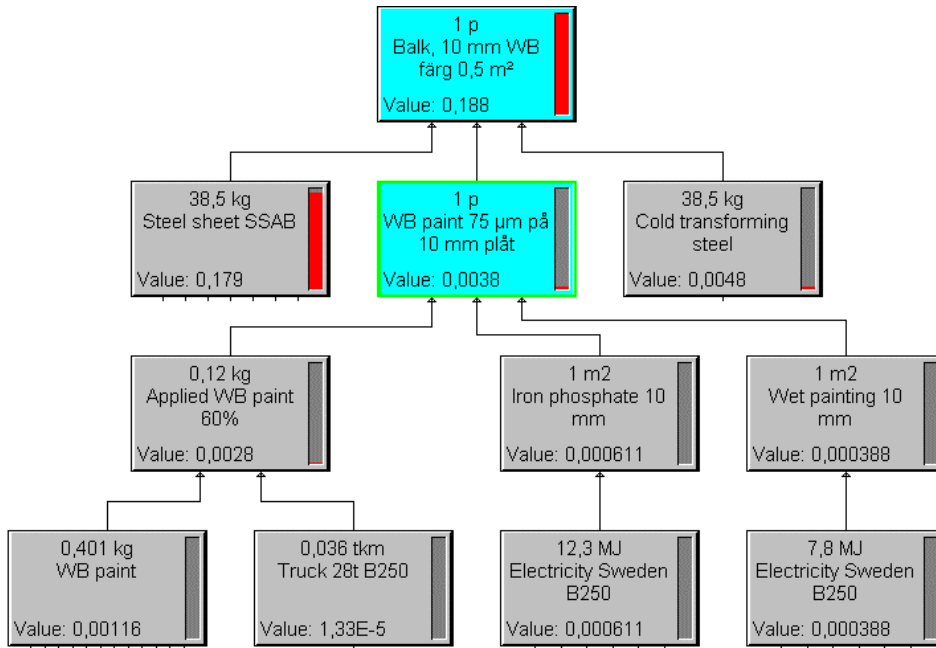 1 p
Balk, 10 mm WB
färg 0,5 m²
Value: 0,188
38,5 kg
Steel sheet SSAB
Value: 0,179
1 p
WB paint 75 µm på
10 mm plåt
Value: 0,0038
38,5 kg
Cold transforming
steel
Value: 0,0048
0,12 kg
Applied WB paint
60%
Value: 0,0028
1 m2
Iron phosphate 10
mm
Value: 0,000611
1 m2
Wet painting 10
mm
Value: 0,000388
0,401 kg
WB paint
Value: 0,00116
0,036 tkm
Truck 28t B250
Value: 1,33E-5
12,3 MJ
Electricity Sweden
B250
Value: 0,000611
7,8 MJ
Electricity Sweden
B250
Value: 0,000388